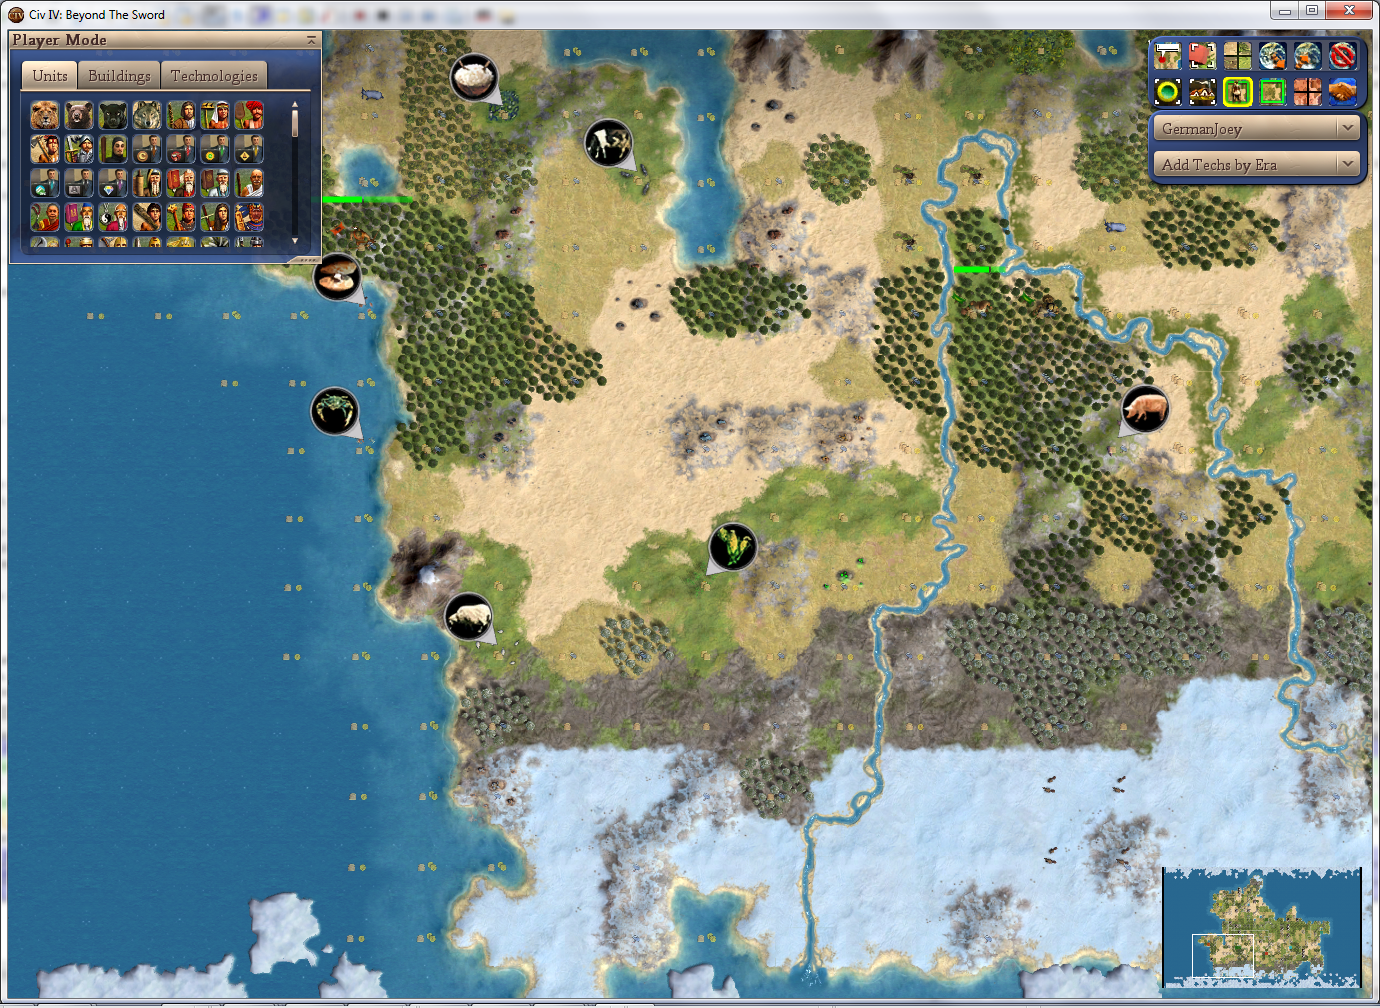 Civ IV: Beyond The Sword
Player Mode
Units
Buildings
Technologies
GermanJoey
Add Techs by Era